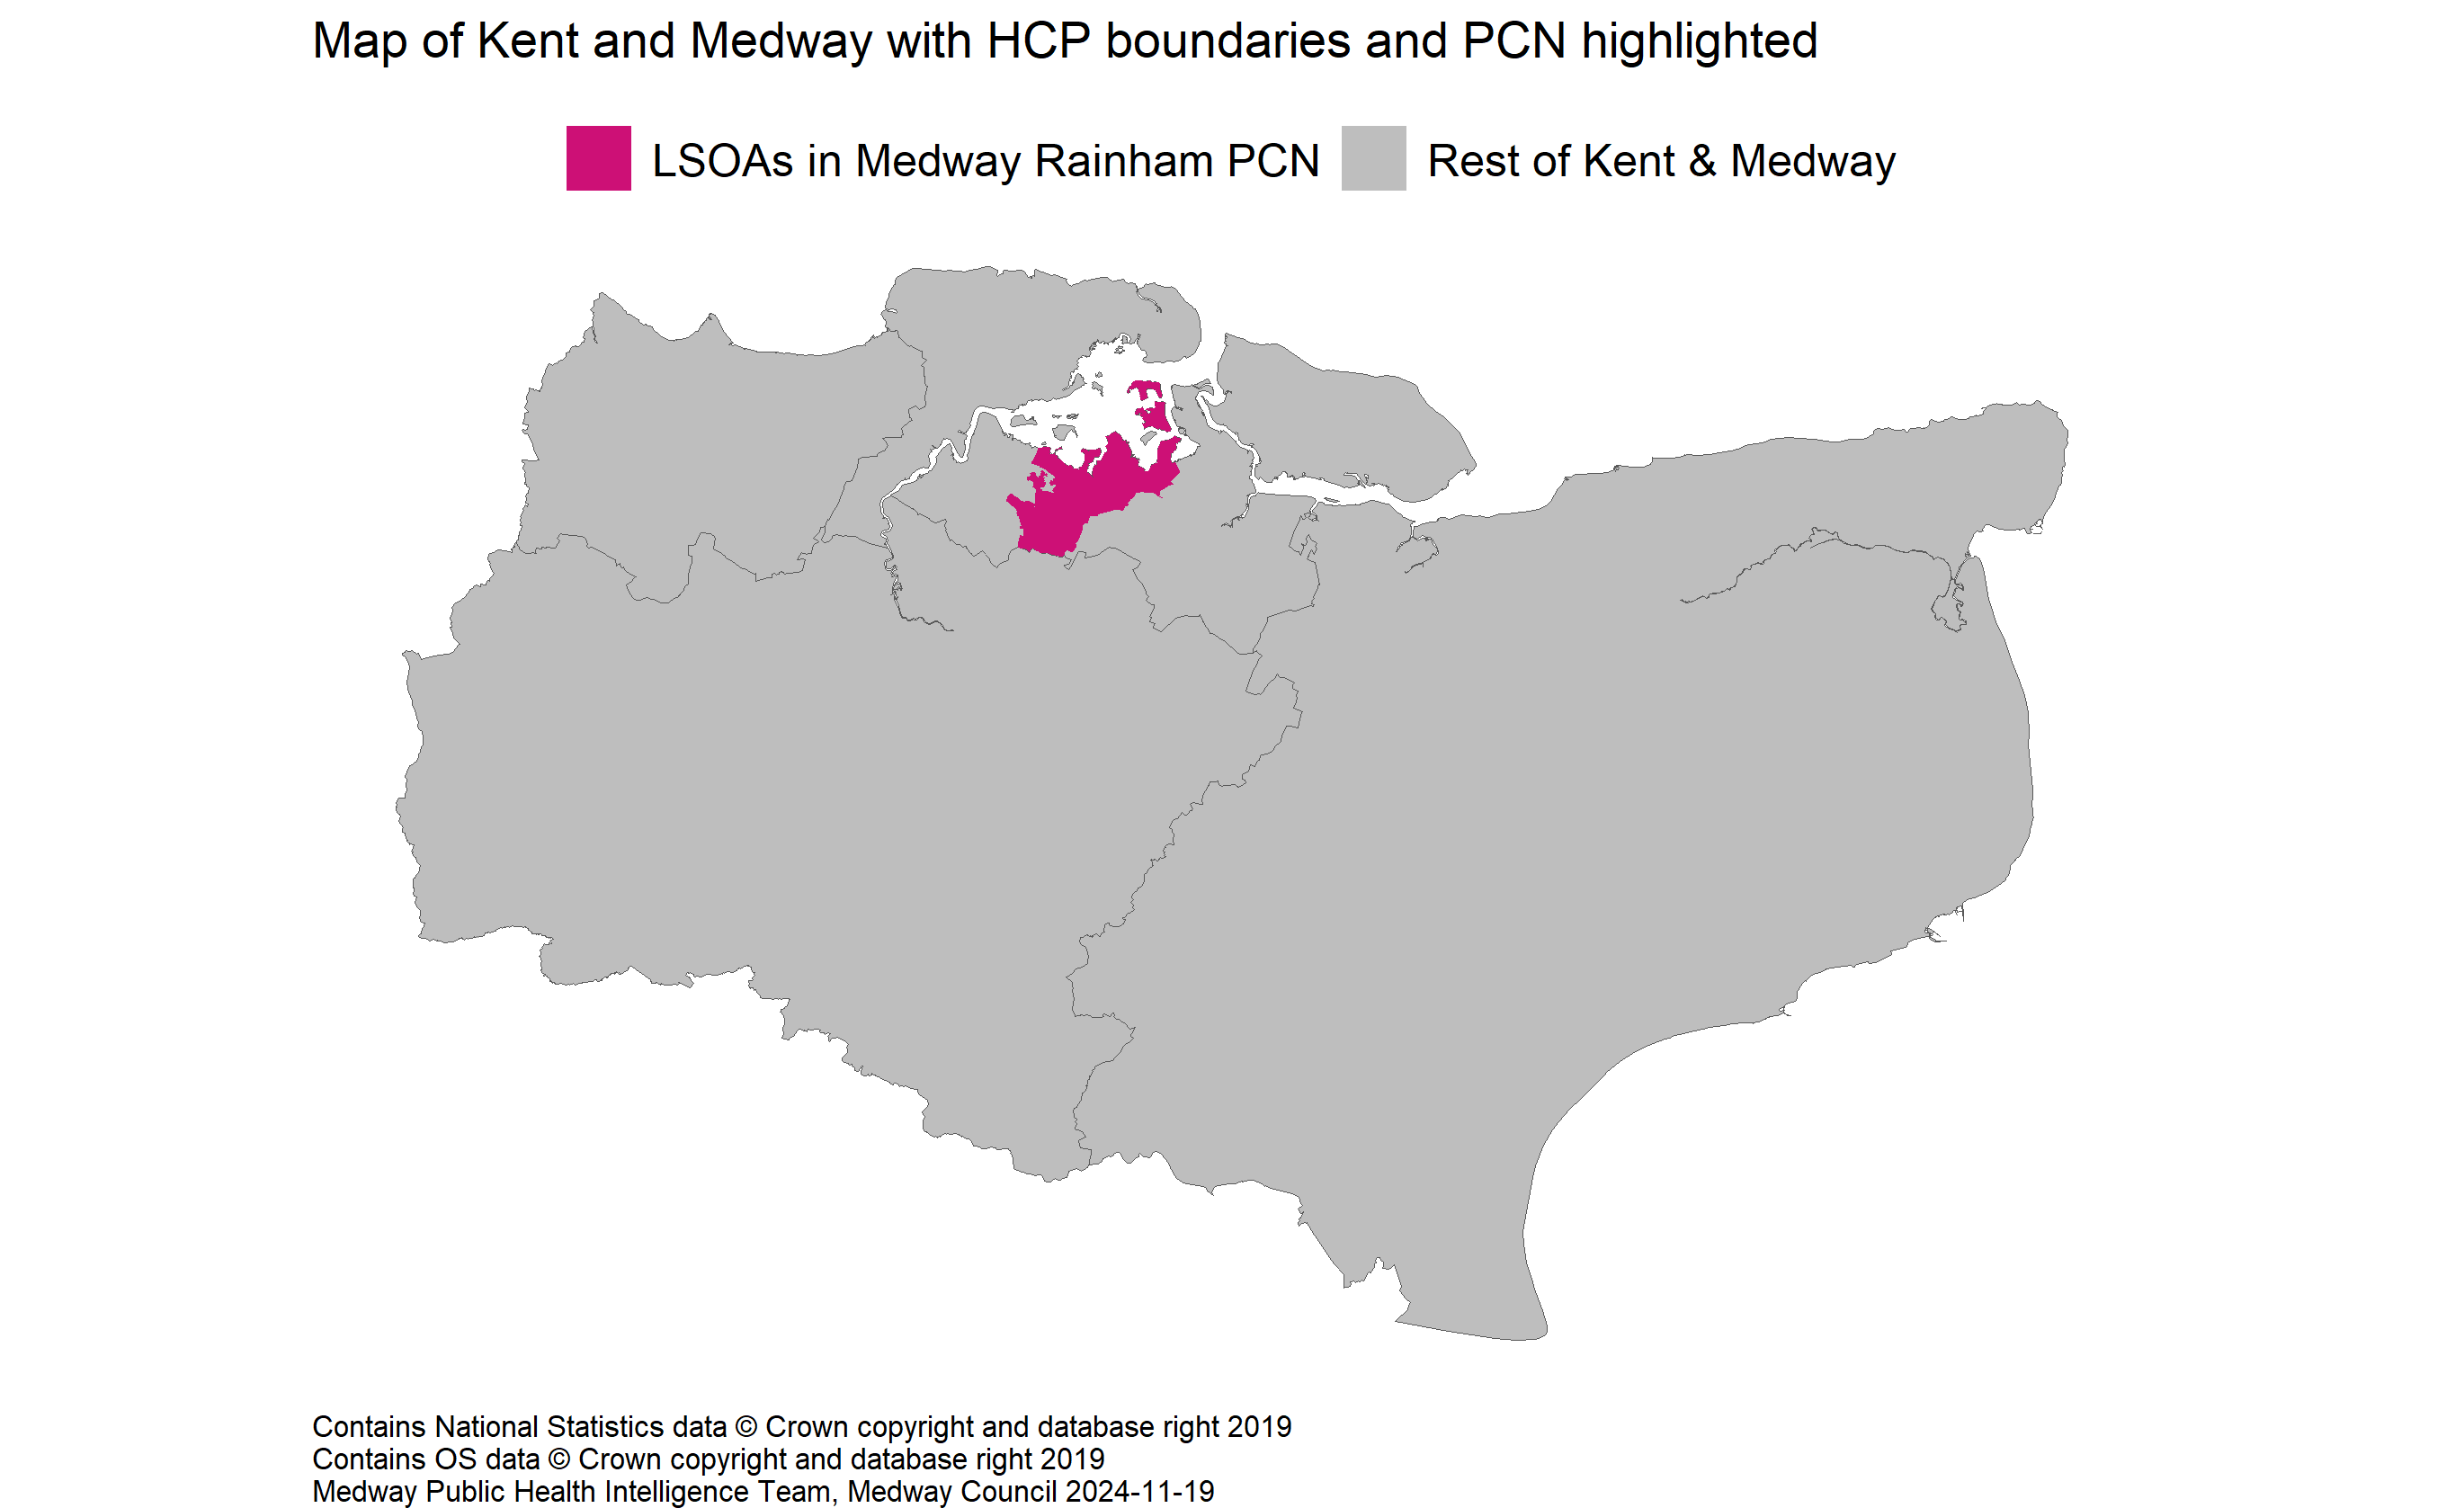 Map of Kent and Medway with HCP boundaries and PCN highlighted
LSOAs in Medway Rainham PCN Rest of Kent & Medway
Contains National Statistics data © Crown copyright and database right 2019
Contains OS data © Crown copyright and database right 2019
Medway Public Health Intelligence Team, Medway Council 2024-11-19